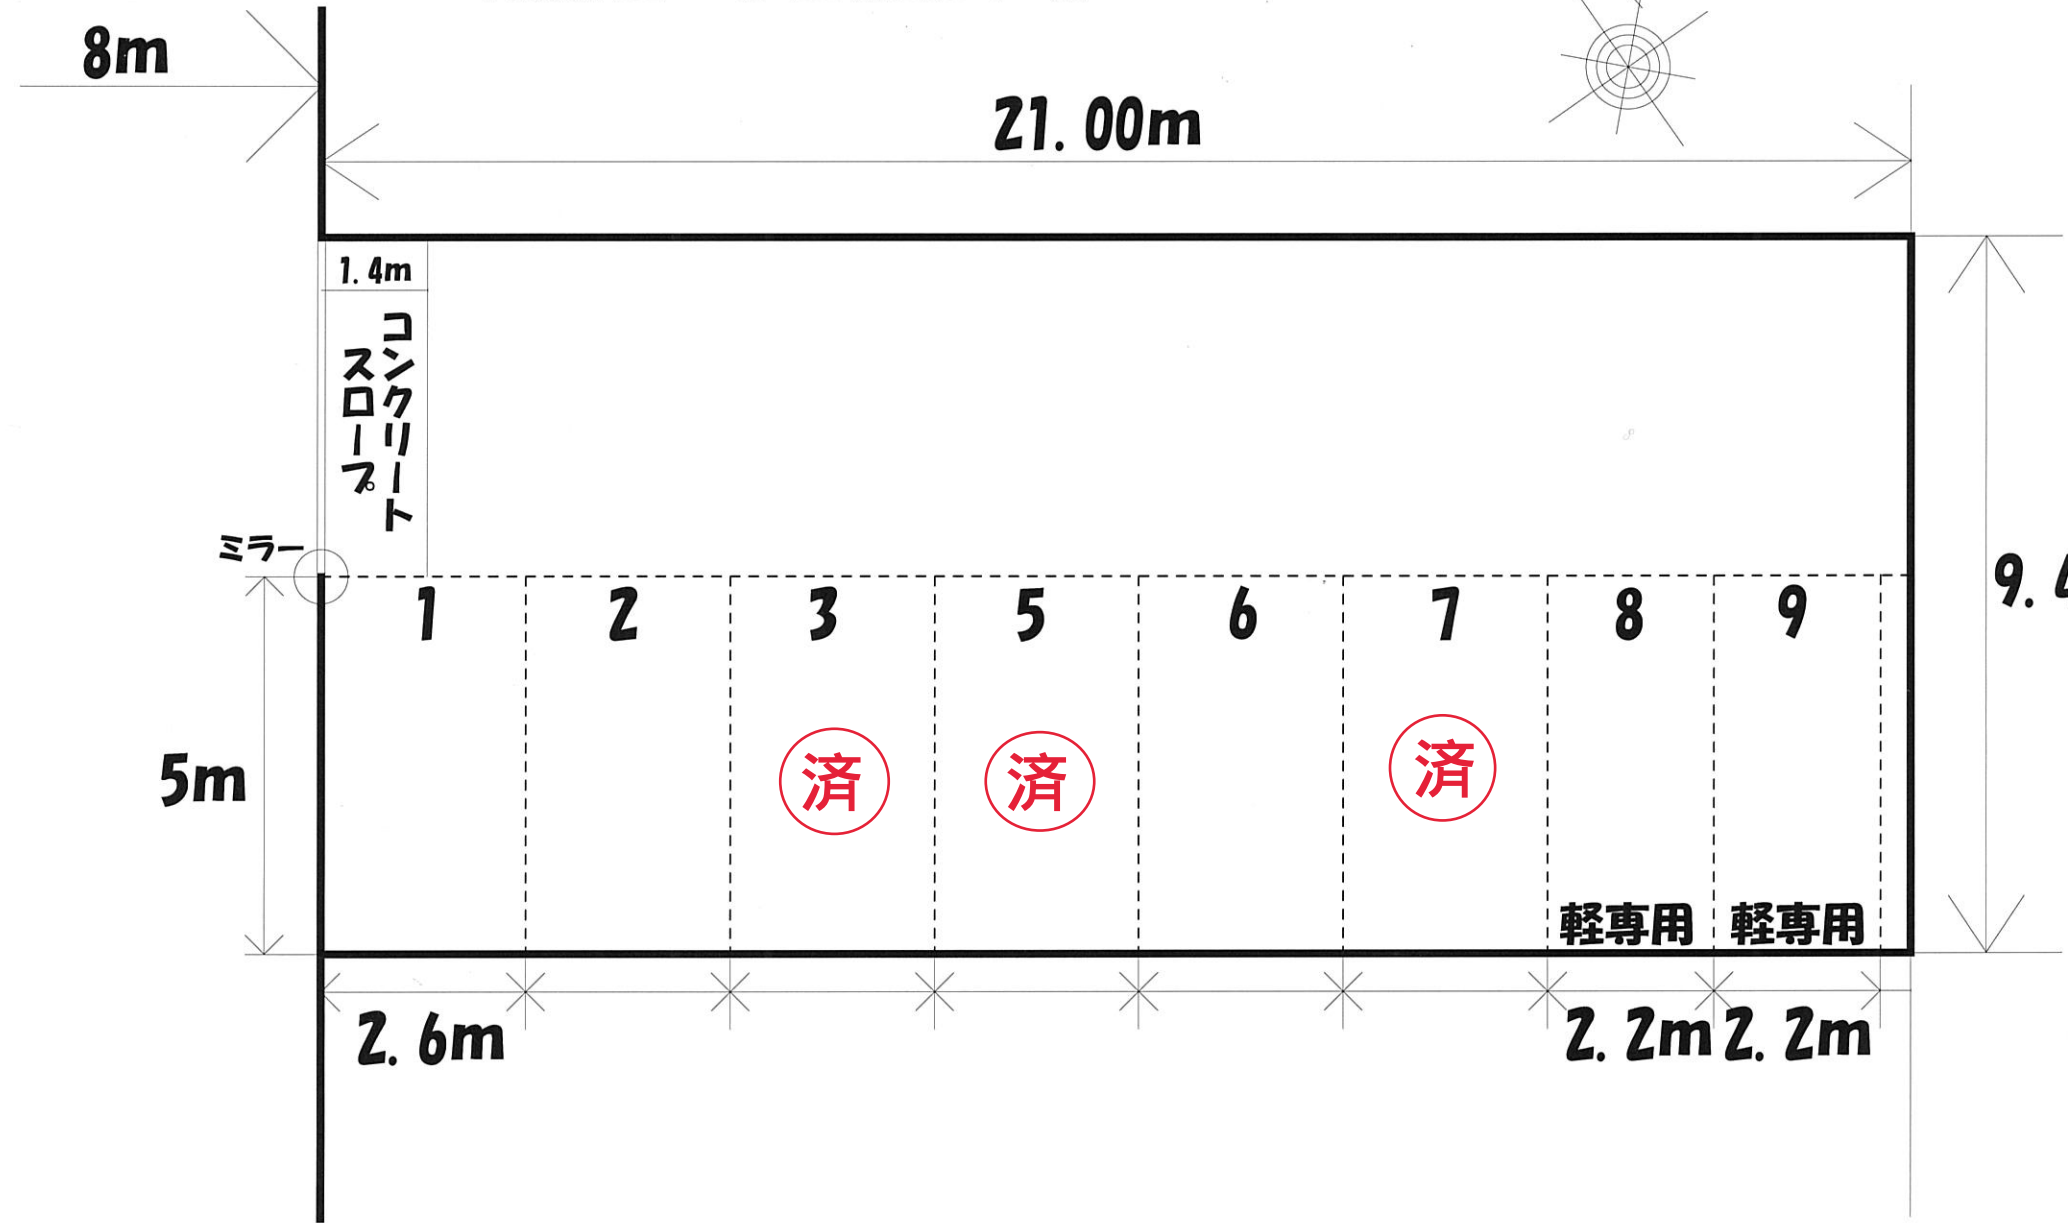 8m
21.00m
1.4m
コンクリート
スロープ
ミラー
9.
1 2 3 5 6 7 8 9
5m
済 済 済
軽専用 軽専用
2.6m
2.2m 2.2m